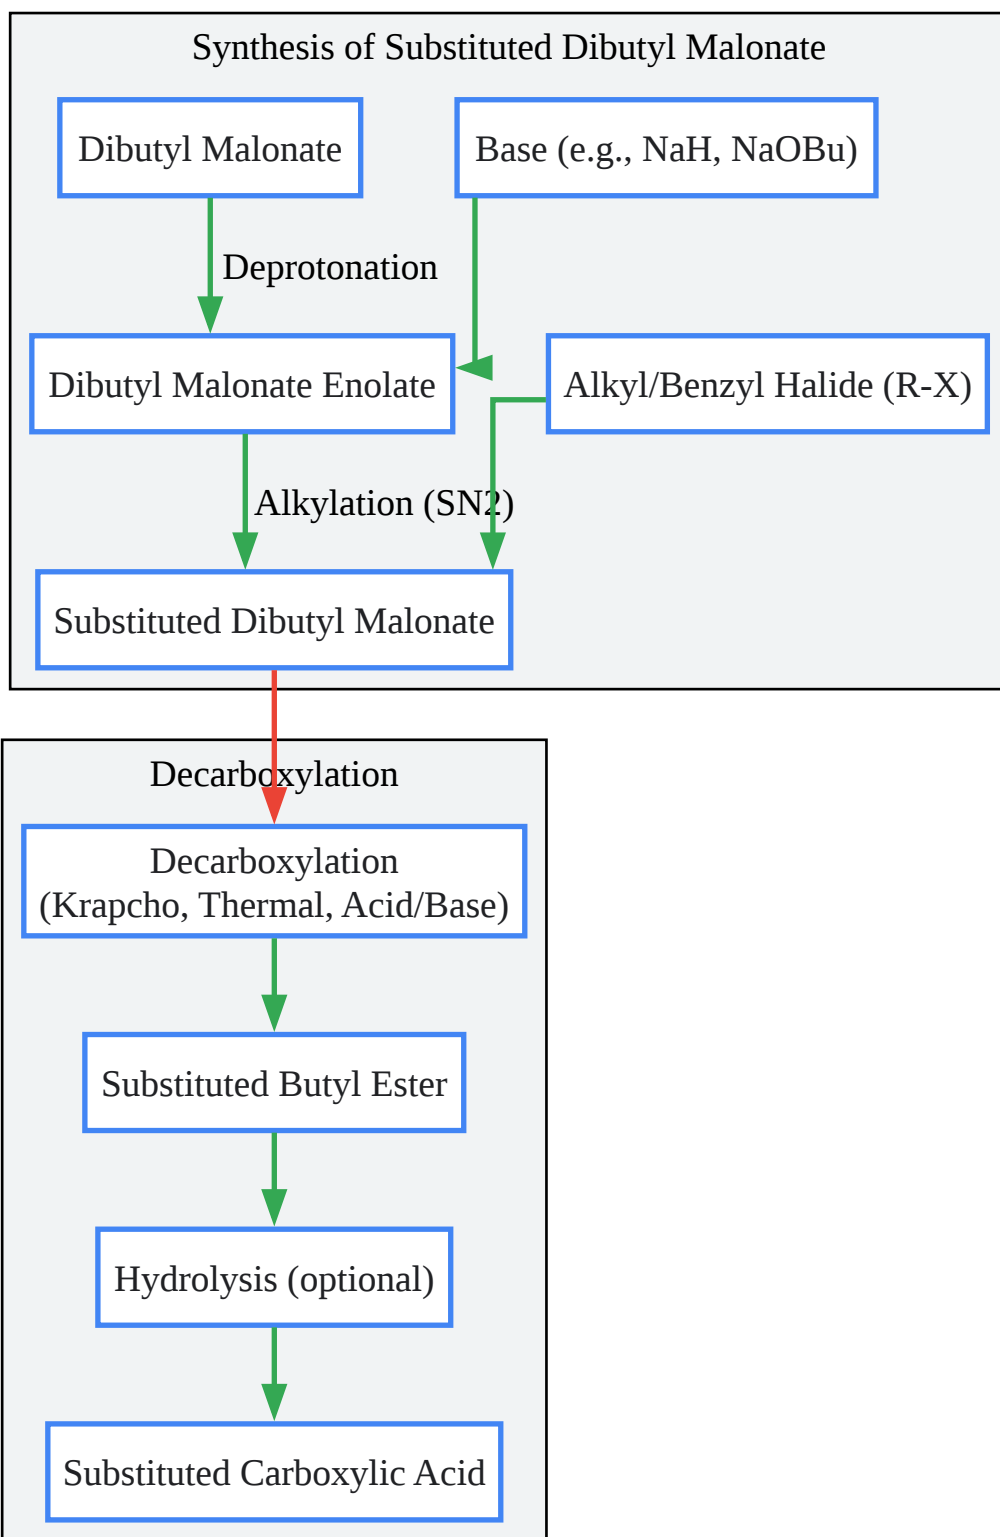 Synthesis of Substituted Dibutyl Malonate
Dibutyl Malonate
Base (e.g., NaH, NaOBu)
Deprotonation
Dibutyl Malonate Enolate
Alkyl/Benzyl Halide (R-X)
Alkylation (SN2)
Substituted Dibutyl Malonate
Decarboxylation
Decarboxylation
(Krapcho, Thermal, Acid/Base)
Substituted Butyl Ester
Hydrolysis (optional)
Substituted Carboxylic Acid